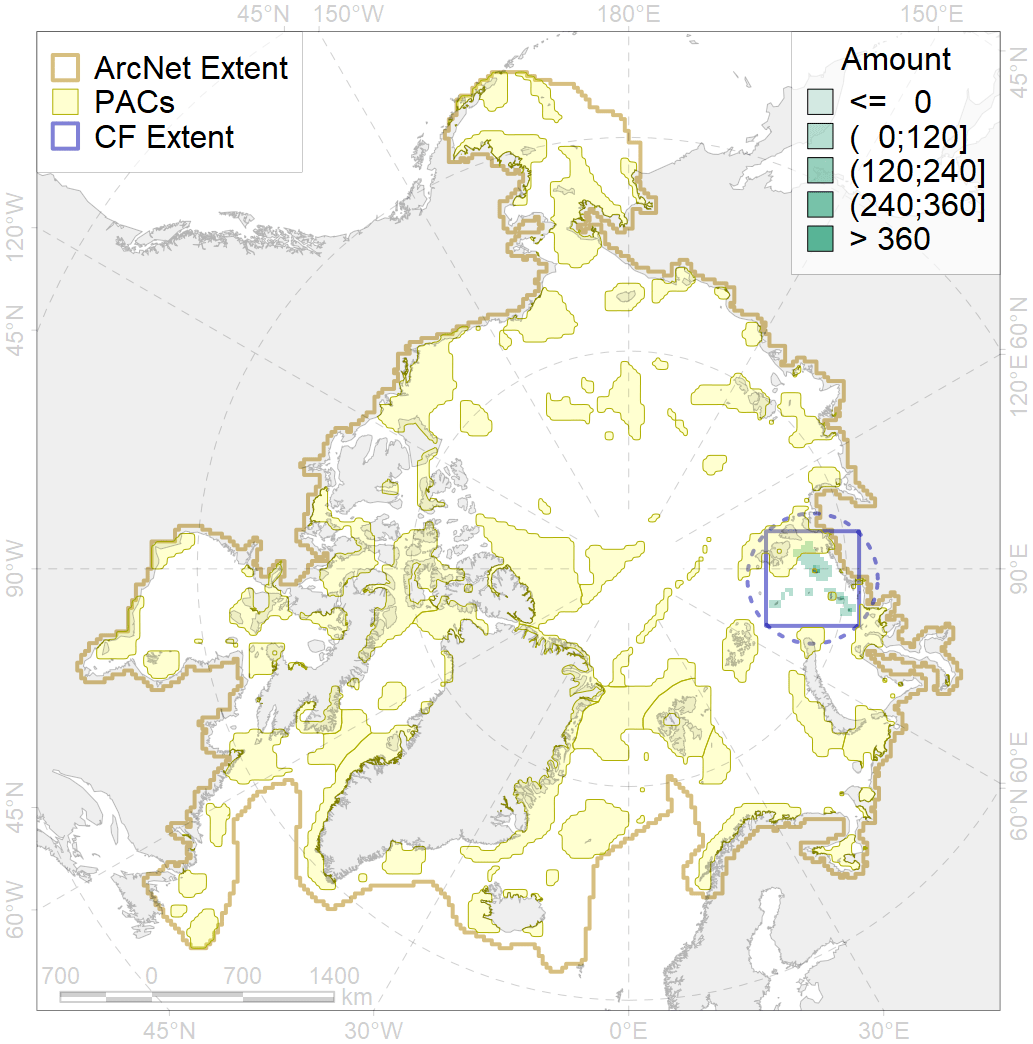 45°N 150°W 180°E 150°E
ArcNet Extent
PACs
CF Extent
Amount
<= 0
( 0;120]
(120;240]
(240;360]
> 360
45°N
120°W
60°N
45°N
120°E
90°W
90°E
60°E
45°N
60°N
60°W
700 0 700 1400
km
45°N 30°W 0°E 30°E